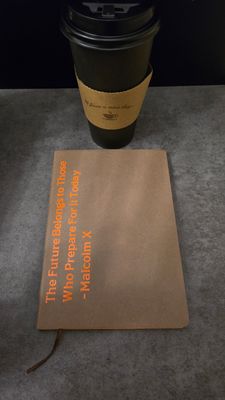 The Future Belongs to Those
Who Prepare For It Today
- Malcolm X